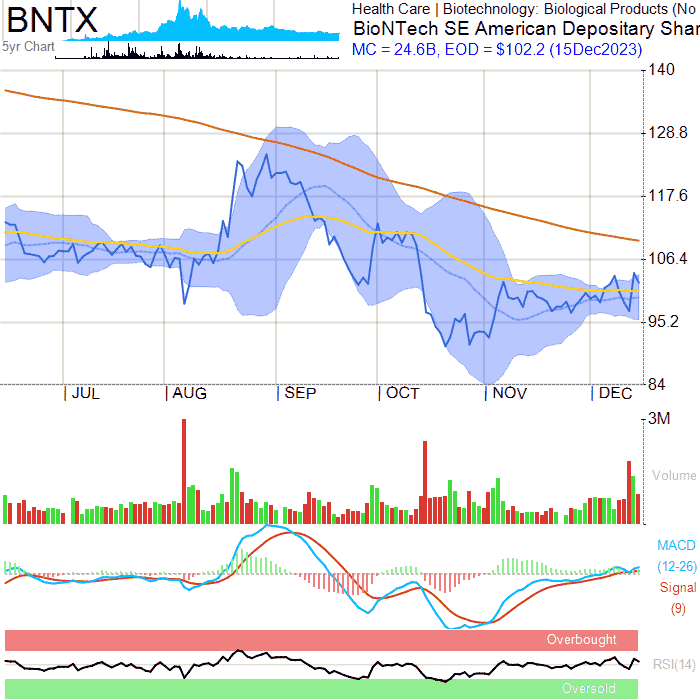 BNTX
5yr Chart
Health Care | Biotechnology: Biological Products (No
BioNTech SE American Depositary Shar
MC = 24.6B, EOD = $102.2 (15Dec2023)
140
128.8
117.6
106.4
95.2
84
JUL AUG SEP OCT NOV DEC
3M
Volume
MACD
(12-26)
Signal
(9)
Overbought
RSI(14)
Oversold